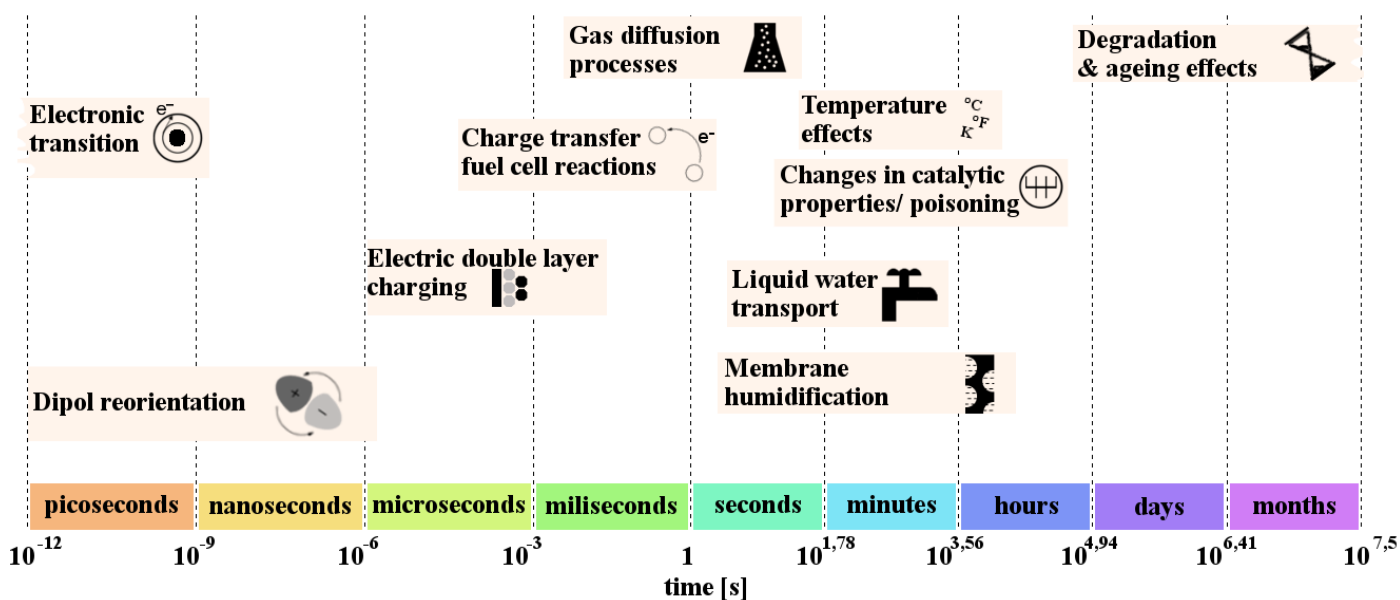 Gas diffusion
processes
Degradation
& ageing effects
Electronic
transition
e⁻
Temperature
effects
°C
°F
K
Charge transfer
fuel cell reactions
e⁻
Changes in catalytic
properties/ poisoning
Electric double layer
charging
Liquid water
transport
Membrane
humidification
Dipol reorientation
+
−
picoseconds nanoseconds microseconds miliseconds seconds minutes hours days months
10⁻¹² 10⁻⁹ 10⁻⁶ 10⁻³ 1 10^1,78 10^3,56 10^4,94 10^6,41 10^7,5
time [s]